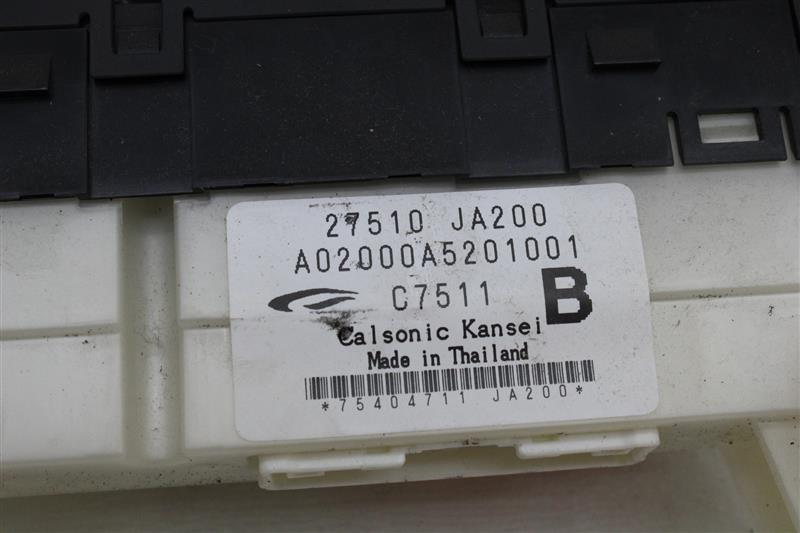 27510 JA200
A02000A5201001
C7511
B
Calsonic Kansei
Made in Thailand
*75404711 JA200*